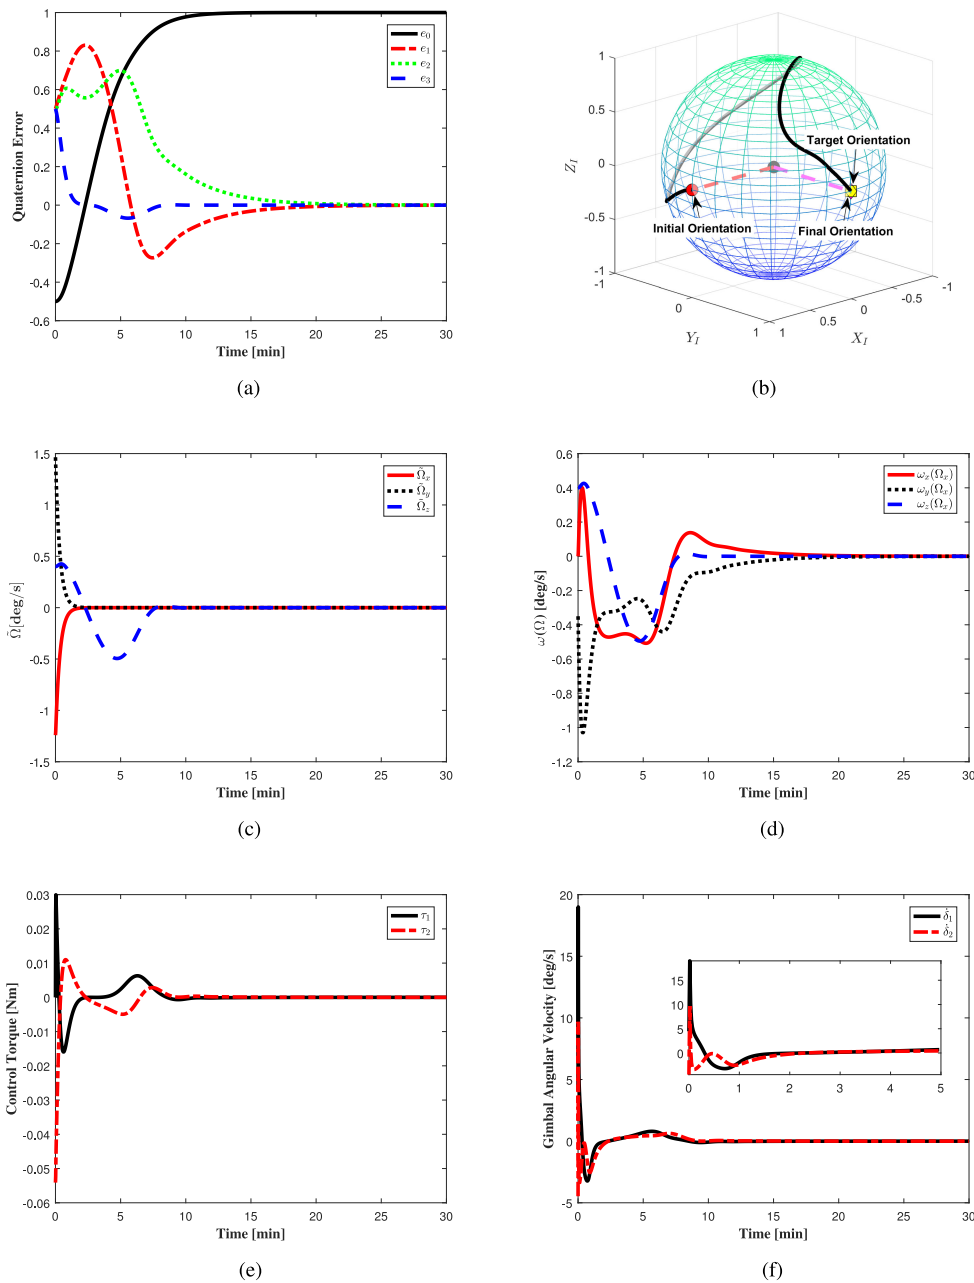 1
0.8
0.6
0.4
0.2
0
-0.2
-0.4
-0.6
0 5 10 15 20 25 30
Quaternion Error
Time [min]
e₀
e₁
e₂
e₃
(a)
1
0.5
0
-0.5
-1
Z_I
-1 0 1
Y_I
1 0.5 0 -0.5 -1
X_I
Target Orientation
Initial Orientation
Final Orientation
(b)
1.5
1
0.5
0
-0.5
-1
-1.5
0 5 10 15 20 25 30
Ω̃[deg/s]
Time [min]
Ω̃ₓ
Ω̃_y
Ω̃_z
(c)
0.6
0.4
0.2
0
-0.2
-0.4
-0.6
-0.8
-1
-1.2
0 5 10 15 20 25 30
ω(Ω) [deg/s]
Time [min]
ωₓ(Ωₓ)
ω_y(Ωₓ)
ω_z(Ωₓ)
(d)
0.03
0.02
0.01
0
-0.01
-0.02
-0.03
-0.04
-0.05
-0.06
0 5 10 15 20 25 30
Control Torque [Nm]
Time [min]
τ₁
τ₂
(e)
20
15
10
5
0
-5
0 5 10 15 20 25 30
Gimbal Angular Velocity [deg/s]
Time [min]
δ̇₁
δ̇₂
15
10
5
0
0 1 2 3 4 5
(f)